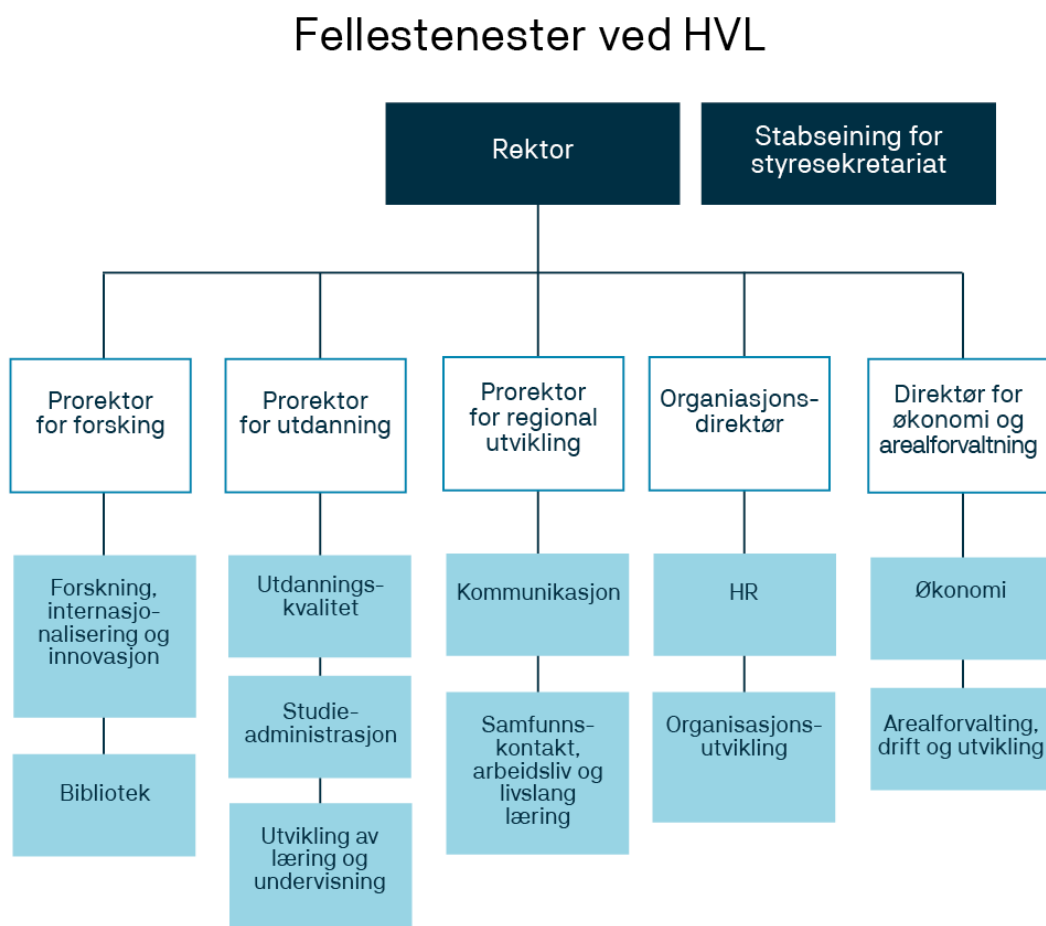 Fellestenester ved HVL
Rektor
Stabseining for
styresekretariat
Prorektor
for forsking
Prorektor
for utdanning
Prorektor
for regional
utvikling
Organiasjons-
direktør
Direktør for
økonomi og
arealforvaltning
Forskning,
internasjo-
nalisering og
innovasjon
Bibliotek
Utdannings-
kvalitet
Studie-
administrasjon
Utvikling av
læring og
undervisning
Kommunikasjon
Samfunns-
kontakt,
arbeidsliv og
livslang
læring
HR
Organisasjons-
utvikling
Økonomi
Arealforvalting,
drift og utvikling